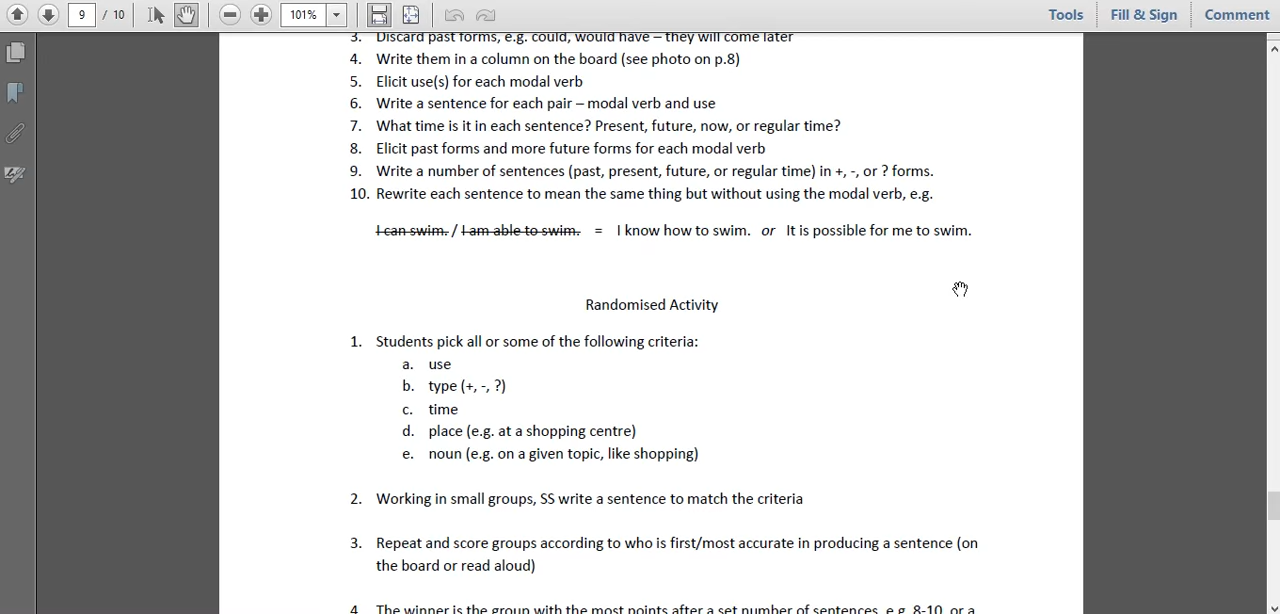 9 / 10 101% Tools Fill & Sign Comment
3. Discard past forms, e.g. could, would have – they will come later
4. Write them in a column on the board (see photo on p.8)
5. Elicit use(s) for each modal verb
6. Write a sentence for each pair – modal verb and use
7. What time is it in each sentence? Present, future, now, or regular time?
8. Elicit past forms and more future forms for each modal verb
9. Write a number of sentences (past, present, future, or regular time) in +, -, or ? forms.
10. Rewrite each sentence to mean the same thing but without using the modal verb, e.g.
I can swim. / I am able to swim. = I know how to swim. or It is possible for me to swim.
Randomised Activity
1. Students pick all or some of the following criteria:
a. use
b. type (+, -, ?)
c. time
d. place (e.g. at a shopping centre)
e. noun (e.g. on a given topic, like shopping)
2. Working in small groups, SS write a sentence to match the criteria
3. Repeat and score groups according to who is first/most accurate in producing a sentence (on
the board or read aloud)
4. The winner is the group with the most points after a set number of sentences, e.g. 8-10, or a